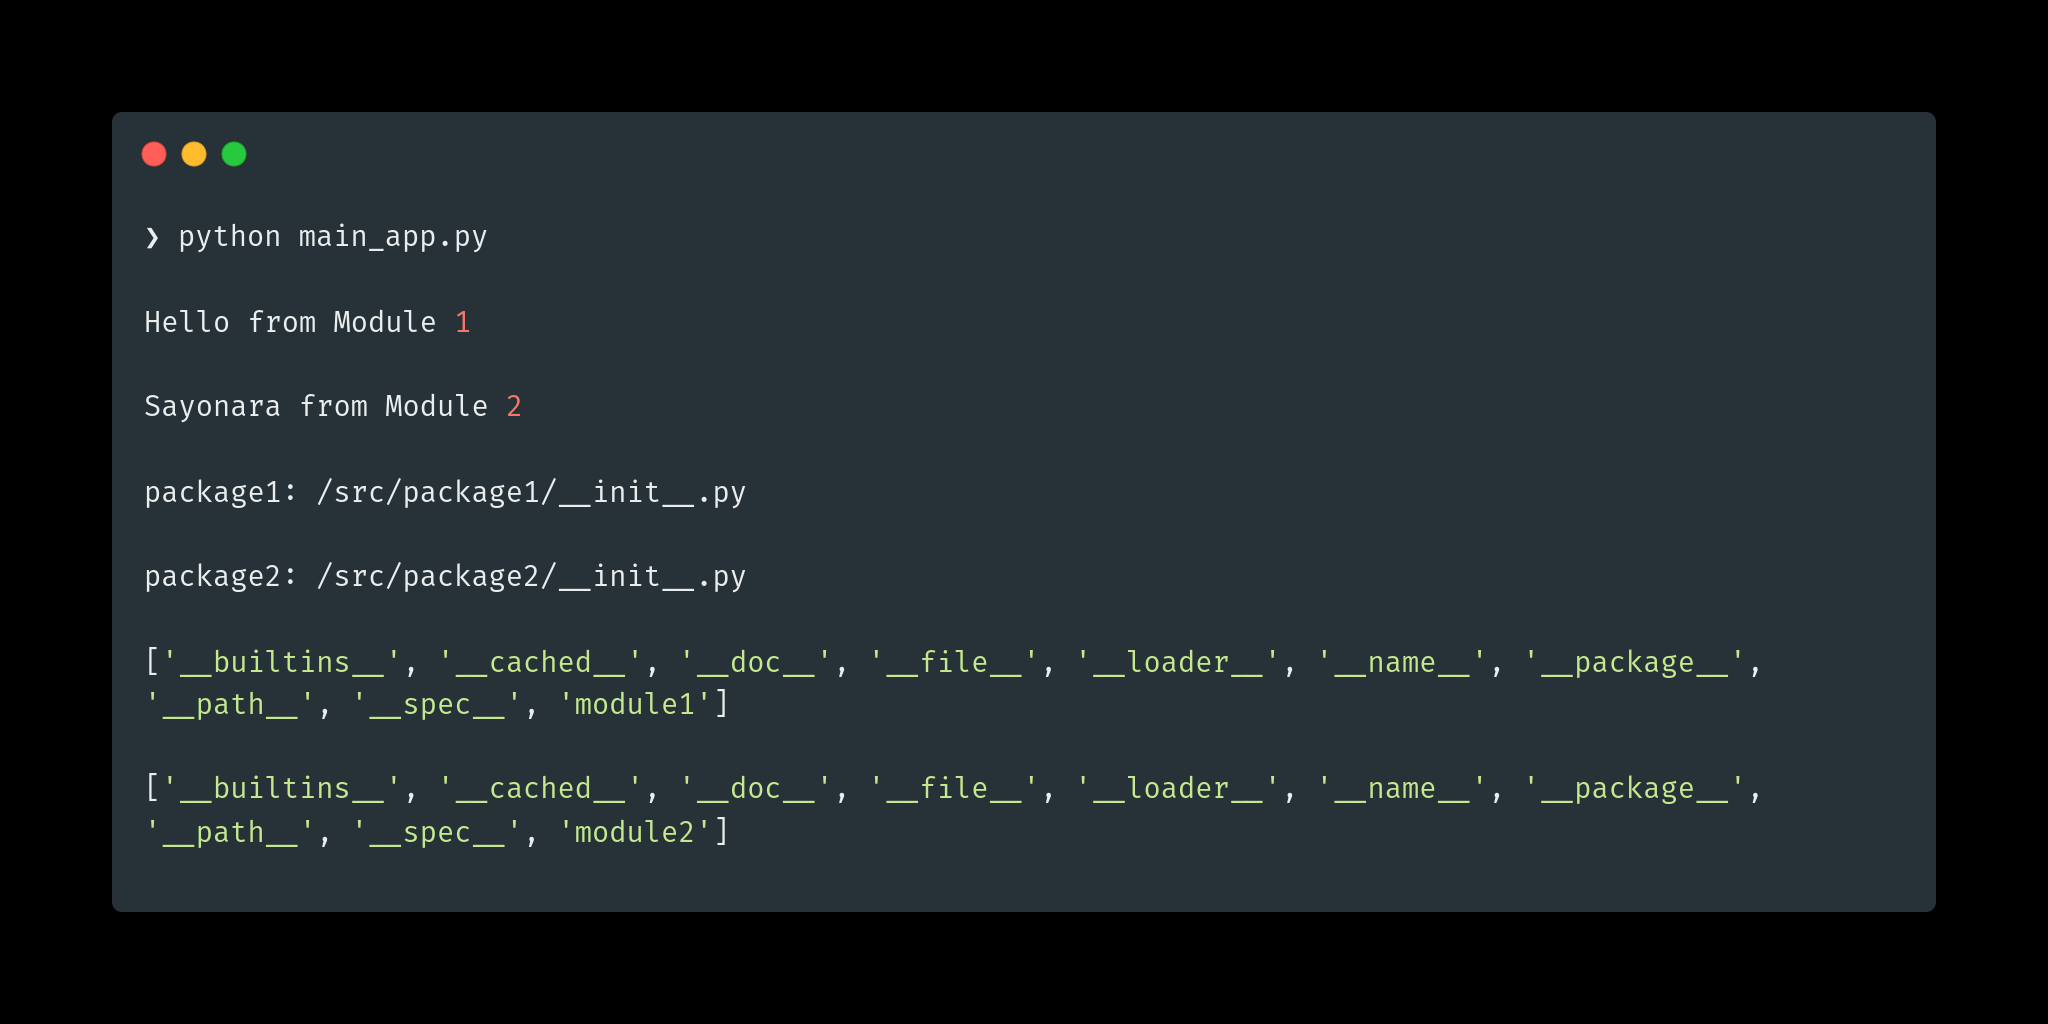 ❯ python main_app.py
Hello from Module 1
Sayonara from Module 2
package1: /src/package1/__init__.py
package2: /src/package2/__init__.py
['__builtins__', '__cached__', '__doc__', '__file__', '__loader__', '__name__', '__package__',
'__path__', '__spec__', 'module1']
['__builtins__', '__cached__', '__doc__', '__file__', '__loader__', '__name__', '__package__',
'__path__', '__spec__', 'module2']